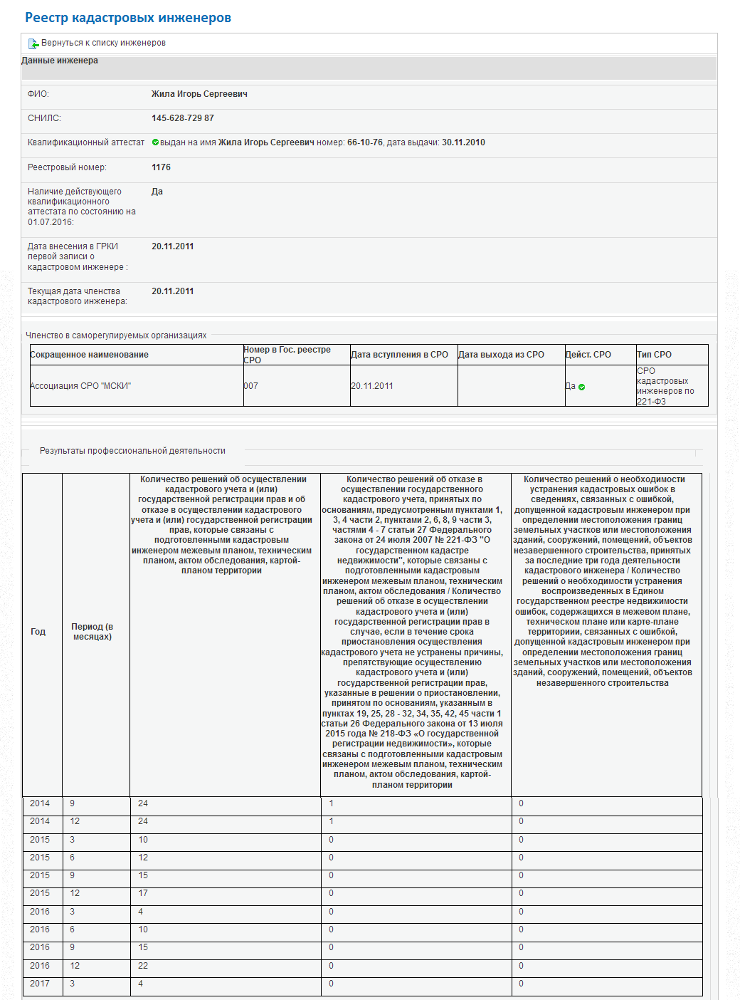 Реестр кадастровых инженеров
Вернуться к списку инженеров
Данные инженера
ФИО: Жила Игорь Сергеевич
СНИЛС: 145-628-729 87
Квалификационный аттестат выдан на имя Жила Игорь Сергеевич номер: 66-10-76, дата выдачи: 30.11.2010
Реестровый номер: 1176
Наличие действующего Да
квалификационного
аттестата по состоянию на
01.07.2016:
Дата внесения в ГРКИ 20.11.2011
первой записи о
кадастровом инженере :
Текущая дата членства 20.11.2011
кадастрового инженера:
Членство в саморегулируемых организациях
Сокращенное наименование
Номер в Гос. реестре
СРО
Дата вступления в СРО
Дата выхода из СРО
Дейст. СРО
Тип СРО
Ассоциация СРО "МСКИ"
007
20.11.2011
Да
СРО
кадастровых
инженеров по
221-ФЗ
Результаты профессиональной деятельности
Год
Период (в
месяцах)
Количество решений об осуществлении
кадастрового учета и (или)
государственной регистрации прав и об
отказе в осуществлении кадастрового
учета и (или) государственной регистрации
прав, которые связаны с
подготовленными кадастровым
инженером межевым планом, техническим
планом, актом обследования, картой-
планом территории
Количество решений об отказе в
осуществлении государственного
кадастрового учета, принятых по
основаниям, предусмотренным пунктами 1,
3, 4 части 2, пунктами 2, 6, 8, 9 части 3,
частями 4 - 7 статьи 27 Федерального
закона от 24 июля 2007 № 221-ФЗ "О
государственном кадастре
недвижимости", которые связаны с
подготовленными кадастровым
инженером межевым планом, техническим
планом, актом обследования / Количество
решений об отказе в осуществлении
кадастрового учета и (или)
государственной регистрации прав в
случае, если в течение срока
приостановления осуществления
кадастрового учета не устранены причины,
препятствующие осуществлению
кадастрового учета и (или)
государственной регистрации прав,
указанные в решении о приостановлении,
принятом по основаниям, указанным в
пунктах 19, 25, 28 - 32, 34, 35, 42, 45 части 1
статьи 26 Федерального закона от 13 июля
2015 года № 218-ФЗ «О государственной
регистрации недвижимости», которые
связаны с подготовленными кадастровым
инженером межевым планом, техническим
планом, актом обследования, картой-
планом территории
Количество решений о необходимости
устранения кадастровых ошибок в
сведениях, связанных с ошибкой,
допущенной кадастровым инженером при
определении местоположения границ
земельных участков или местоположения
зданий, сооружений, помещений, объектов
незавершенного строительства, принятых
за последние три года деятельности
кадастрового инженера / Количество
решений о необходимости устранения
воспроизведенных в Едином
государственном реестре недвижимости
ошибок, содержащихся в межевом плане,
техническом плане или карте-плане
территориии, связанных с ошибкой,
допущенной кадастровым инженером при
определении местоположения границ
земельных участков или местоположения
зданий, сооружений, помещений, объектов
незавершенного строительства
2014 9 24 1 0
2014 12 24 1 0
2015 3 10 0 0
2015 6 12 0 0
2015 9 15 0 0
2015 12 17 0 0
2016 3 4 0 0
2016 6 10 0 0
2016 9 15 0 0
2016 12 22 0 0
2017 3 4 0 0